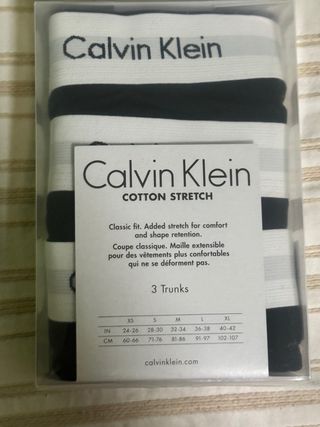 Calvin Klein
Calvin Klein
COTTON STRETCH
Classic fit. Added stretch for comfort
and shape retention.
Coupe classique. Maille extensible
pour des vêtements plus confortables
qui ne se déforment pas.
3 Trunks
XS S M L XL
IN 24-26 28-30 32-34 36-38 40-42
CM 60-66 71-76 81-86 91-97 102-107
calvinklein.com